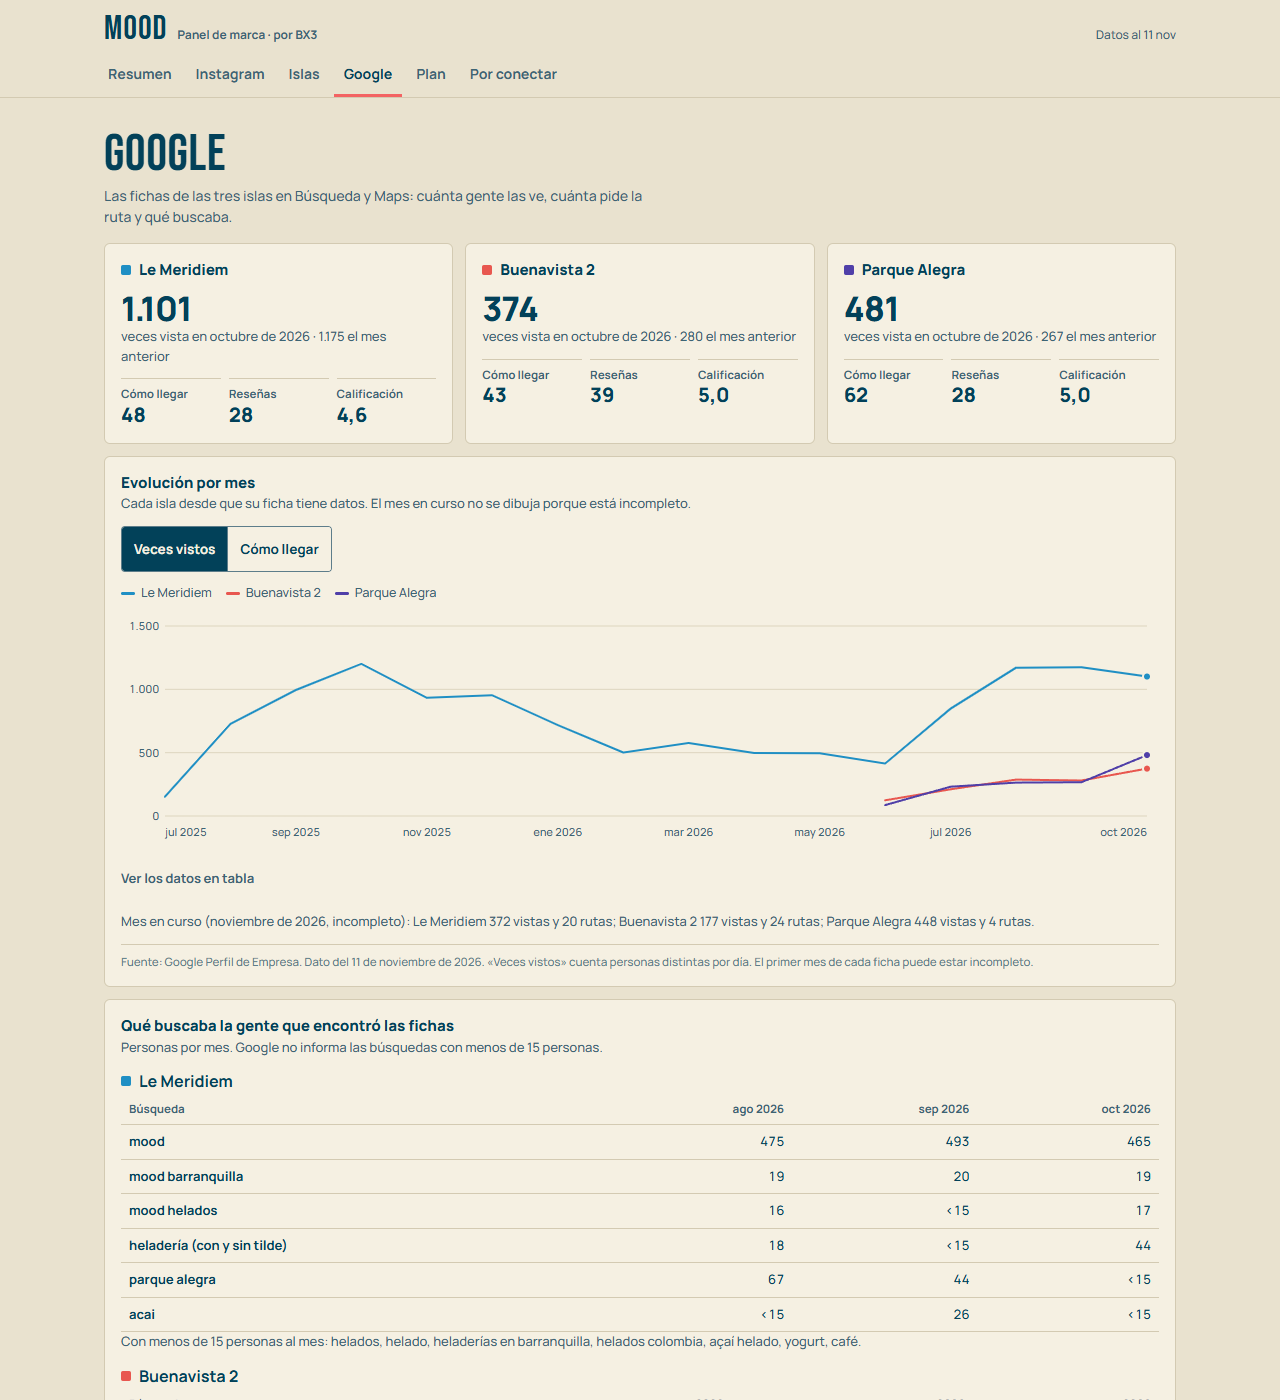 MOOD Panel de marca · por BX3 Datos al 11 nov
Resumen Instagram Islas Google Plan Por conectar
GOOGLE
Las fichas de las tres islas en Búsqueda y Maps: cuánta gente las ve, cuánta pide la
ruta y qué buscaba.
Le Meridiem
1.101
veces vista en octubre de 2026 · 1.175 el mes
anterior
Cómo llegar Reseñas Calificación
48 28 4,6
Buenavista 2
374
veces vista en octubre de 2026 · 280 el mes anterior
Cómo llegar Reseñas Calificación
43 39 5,0
Parque Alegra
481
veces vista en octubre de 2026 · 267 el mes anterior
Cómo llegar Reseñas Calificación
62 28 5,0
Evolución por mes
Cada isla desde que su ficha tiene datos. El mes en curso no se dibuja porque está incompleto.
Veces vistos Cómo llegar
Le Meridiem Buenavista 2 Parque Alegra
1.500
1.000
500
0
jul 2025 sep 2025 nov 2025 ene 2026 mar 2026 may 2026 jul 2026 oct 2026
Ver los datos en tabla
Mes en curso (noviembre de 2026, incompleto): Le Meridiem 372 vistas y 20 rutas; Buenavista 2 177 vistas y 24 rutas; Parque Alegra 448 vistas y 4 rutas.
Fuente: Google Perfil de Empresa. Dato del 11 de noviembre de 2026. «Veces vistos» cuenta personas distintas por día. El primer mes de cada ficha puede estar incompleto.
Qué buscaba la gente que encontró las fichas
Personas por mes. Google no informa las búsquedas con menos de 15 personas.
Le Meridiem
Búsqueda ago 2026 sep 2026 oct 2026
mood 475 493 465
mood barranquilla 19 20 19
mood helados 16 <15 17
heladería (con y sin tilde) 18 <15 44
parque alegra 67 44 <15
acai <15 26 <15
Con menos de 15 personas al mes: helados, helado, heladerías en barranquilla, helados colombia, açaí helado, yogurt, café.
Buenavista 2